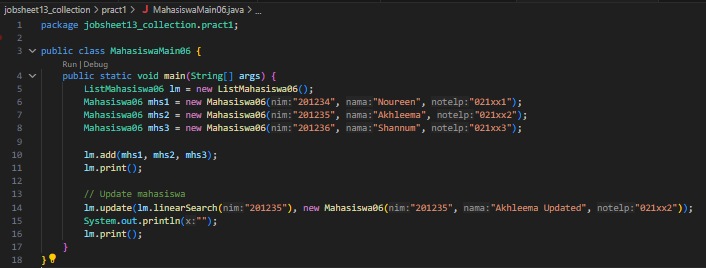 jobsheet13_collection > pract1 > J MahasiswaMain06.java > ...
1 package jobsheet13_collection.pract1;
2
3 public class MahasiswaMain06 {
Run | Debug
4 public static void main(String[] args) {
5 ListMahasiswa06 lm = new ListMahasiswa06();
6 Mahasiswa06 mhs1 = new Mahasiswa06(nim:"201234", nama:"Noureen", notelp:"021xx1");
7 Mahasiswa06 mhs2 = new Mahasiswa06(nim:"201235", nama:"Akhleema", notelp:"021xx2");
8 Mahasiswa06 mhs3 = new Mahasiswa06(nim:"201236", nama:"Shannum", notelp:"021xx3");
9
10 lm.add(mhs1, mhs2, mhs3);
11 lm.print();
12
13 // Update mahasiswa
14 lm.update(lm.linearSearch(nim:"201235"), new Mahasiswa06(nim:"201235", nama:"Akhleema Updated", notelp:"021xx2"));
15 System.out.println(x:"");
16 lm.print();
17 }
18 }